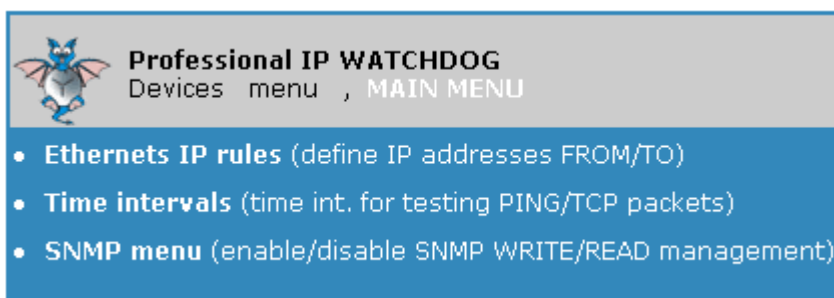 Professional IP WATCHDOG
Devices menu , MAIN MENU
• Ethernets IP rules (define IP addresses FROM/TO)
• Time intervals (time int. for testing PING/TCP packets)
• SNMP menu (enable/disable SNMP WRITE/READ management)